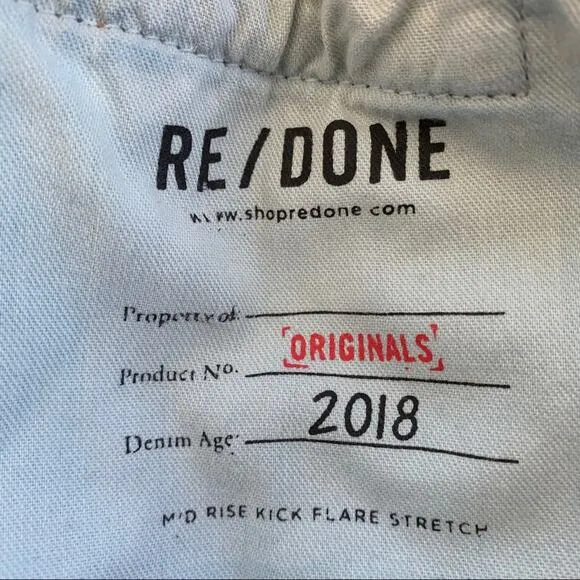 RE/DONE
www.shopredone com
Property of:
ORIGINALS
Product No.
2018
Denim Age:
MID RISE KICK FLARE STRETCH